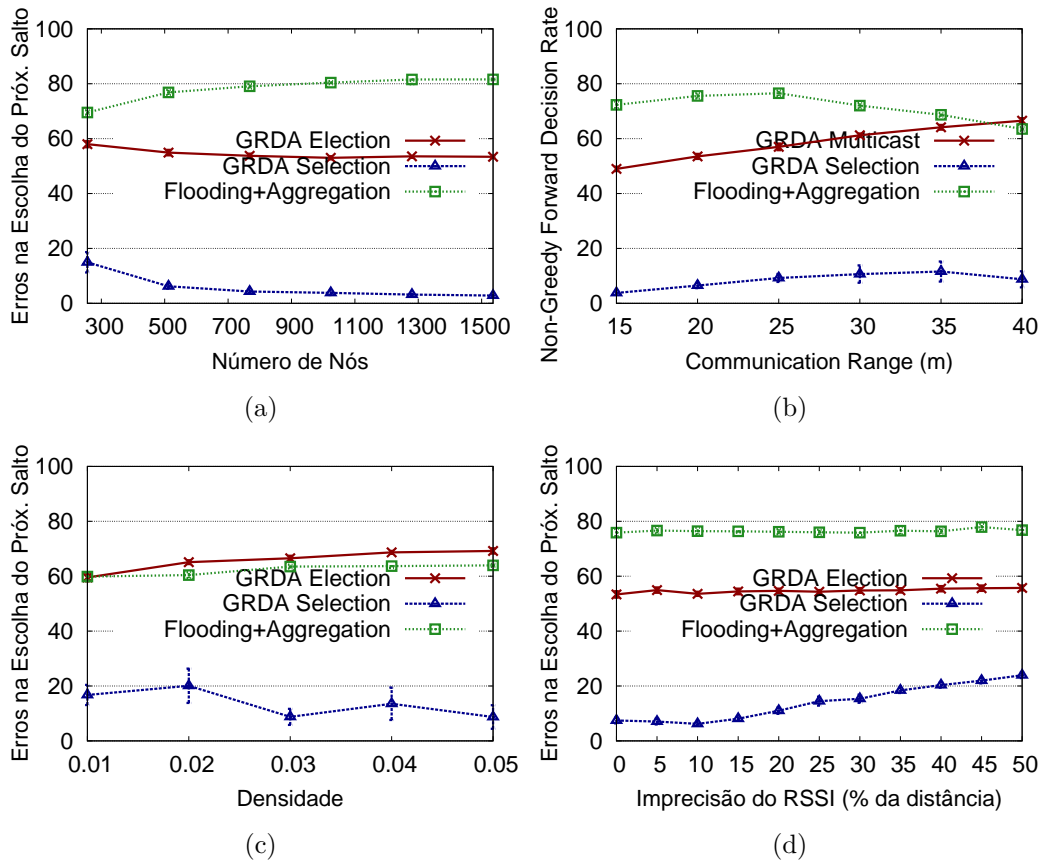 Erros na Escolha do Próx. Salto
100
80
60
40
20
0
GRDA Election
GRDA Selection
Flooding+Aggregation
300 500 700 900 1100 1300 1500
Número de Nós
(a)
Non-Greedy Forward Decision Rate
100
80
60
40
20
0
GRDA Multicast
GRDA Selection
Flooding+Aggregation
15 20 25 30 35 40
Communication Range (m)
(b)
Erros na Escolha do Próx. Salto
100
80
60
40
20
0
GRDA Election
GRDA Selection
Flooding+Aggregation
0.01 0.02 0.03 0.04 0.05
Densidade
(c)
Erros na Escolha do Próx. Salto
100
80
60
40
20
0
GRDA Election
GRDA Selection
Flooding+Aggregation
0 5 10 15 20 25 30 35 40 45 50
Imprecisão do RSSI (% da distância)
(d)